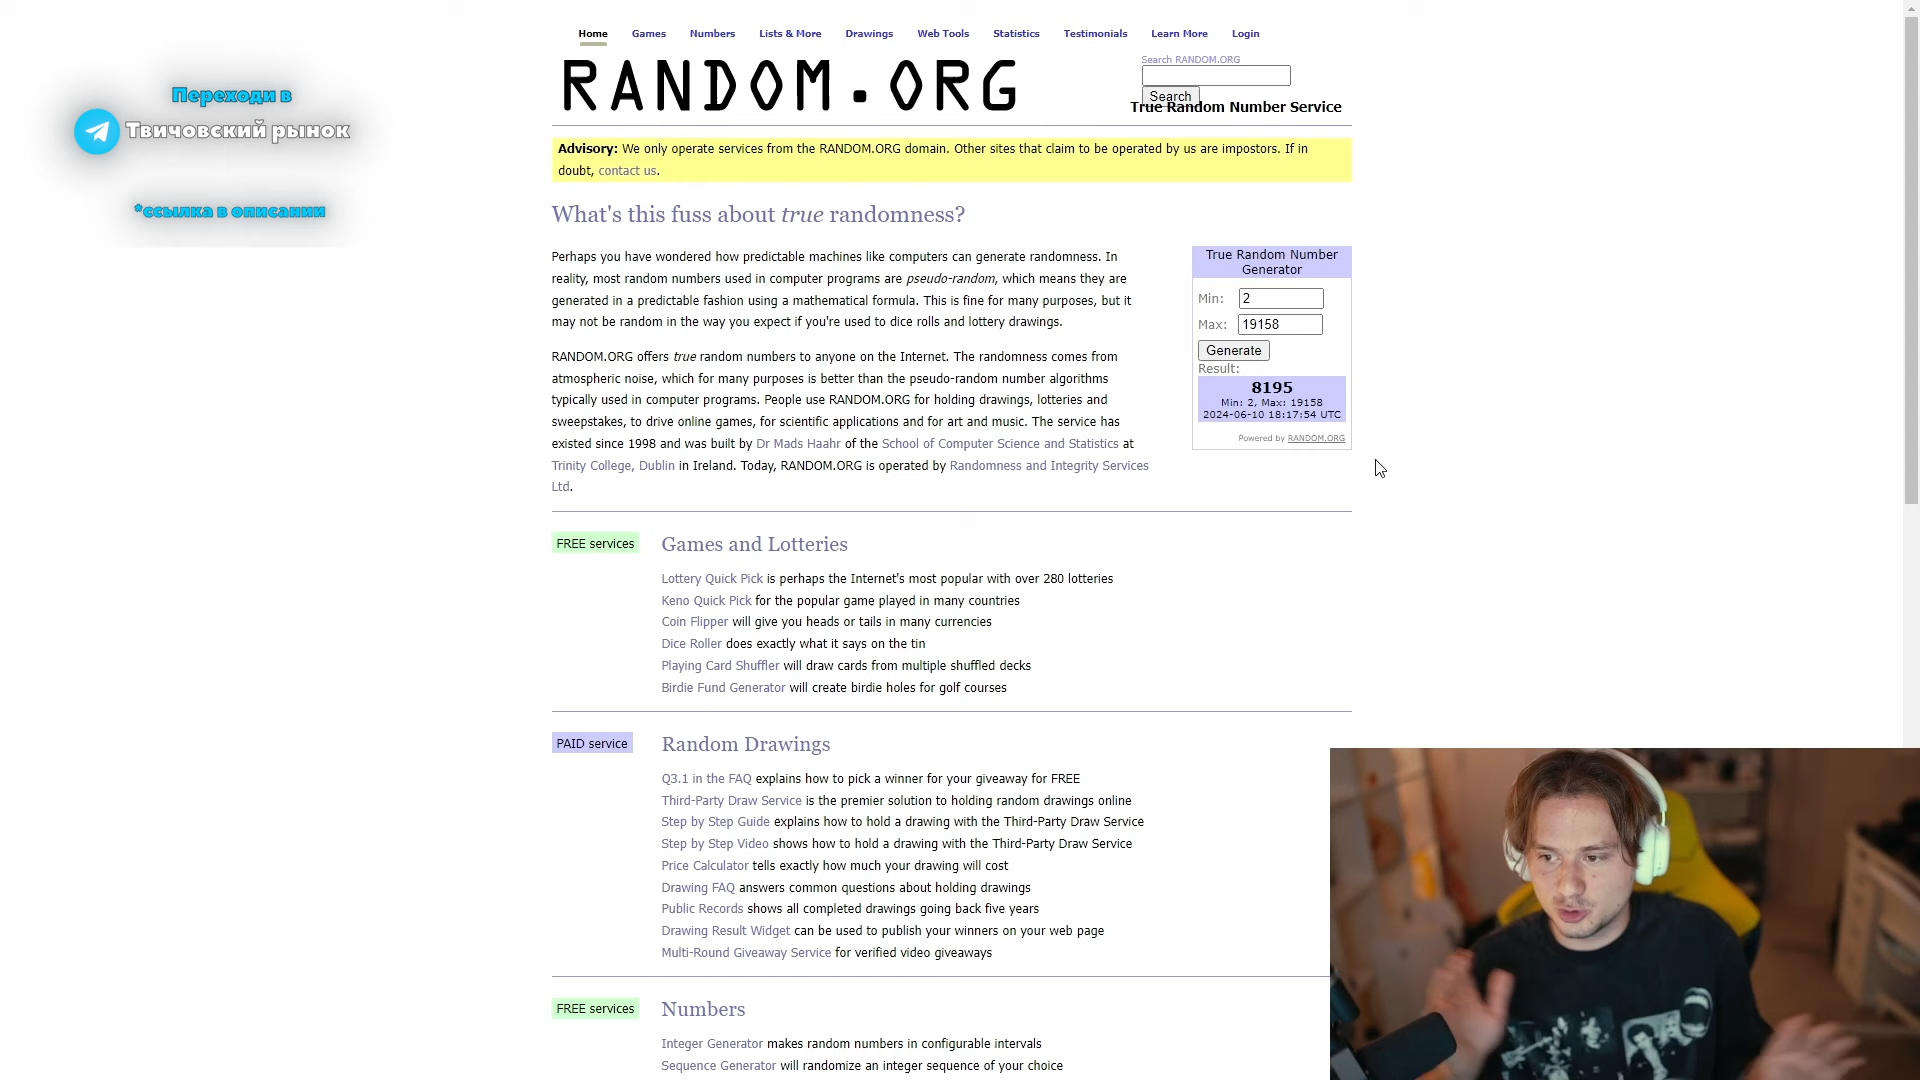 Home Games Numbers Lists & More Drawings Web Tools Statistics Testimonials Learn More Login
RANDOM.ORG
Search RANDOM.ORG
Search
True Random Number Service
Переходи в
Твичовский рынок
*ссылка в описании
Advisory: We only operate services from the RANDOM.ORG domain. Other sites that claim to be operated by us are impostors. If in
doubt, contact us.
What's this fuss about true randomness?
Perhaps you have wondered how predictable machines like computers can generate randomness. In
reality, most random numbers used in computer programs are pseudo-random, which means they are
generated in a predictable fashion using a mathematical formula. This is fine for many purposes, but it
may not be random in the way you expect if you're used to dice rolls and lottery drawings.
RANDOM.ORG offers true random numbers to anyone on the Internet. The randomness comes from
atmospheric noise, which for many purposes is better than the pseudo-random number algorithms
typically used in computer programs. People use RANDOM.ORG for holding drawings, lotteries and
sweepstakes, to drive online games, for scientific applications and for art and music. The service has
existed since 1998 and was built by Dr Mads Haahr of the School of Computer Science and Statistics at
Trinity College, Dublin in Ireland. Today, RANDOM.ORG is operated by Randomness and Integrity Services
Ltd.
True Random Number
Generator
Min: 2
Max: 19158
Generate
Result:
8195
Min: 2, Max: 19158
2024-06-10 18:17:54 UTC
Powered by RANDOM.ORG
FREE services
Games and Lotteries
Lottery Quick Pick is perhaps the Internet's most popular with over 280 lotteries
Keno Quick Pick for the popular game played in many countries
Coin Flipper will give you heads or tails in many currencies
Dice Roller does exactly what it says on the tin
Playing Card Shuffler will draw cards from multiple shuffled decks
Birdie Fund Generator will create birdie holes for golf courses
PAID service
Random Drawings
Q3.1 in the FAQ explains how to pick a winner for your giveaway for FREE
Third-Party Draw Service is the premier solution to holding random drawings online
Step by Step Guide explains how to hold a drawing with the Third-Party Draw Service
Step by Step Video shows how to hold a drawing with the Third-Party Draw Service
Price Calculator tells exactly how much your drawing will cost
Drawing FAQ answers common questions about holding drawings
Public Records shows all completed drawings going back five years
Drawing Result Widget can be used to publish your winners on your web page
Multi-Round Giveaway Service for verified video giveaways
FREE services
Numbers
Integer Generator makes random numbers in configurable intervals
Sequence Generator will randomize an integer sequence of your choice